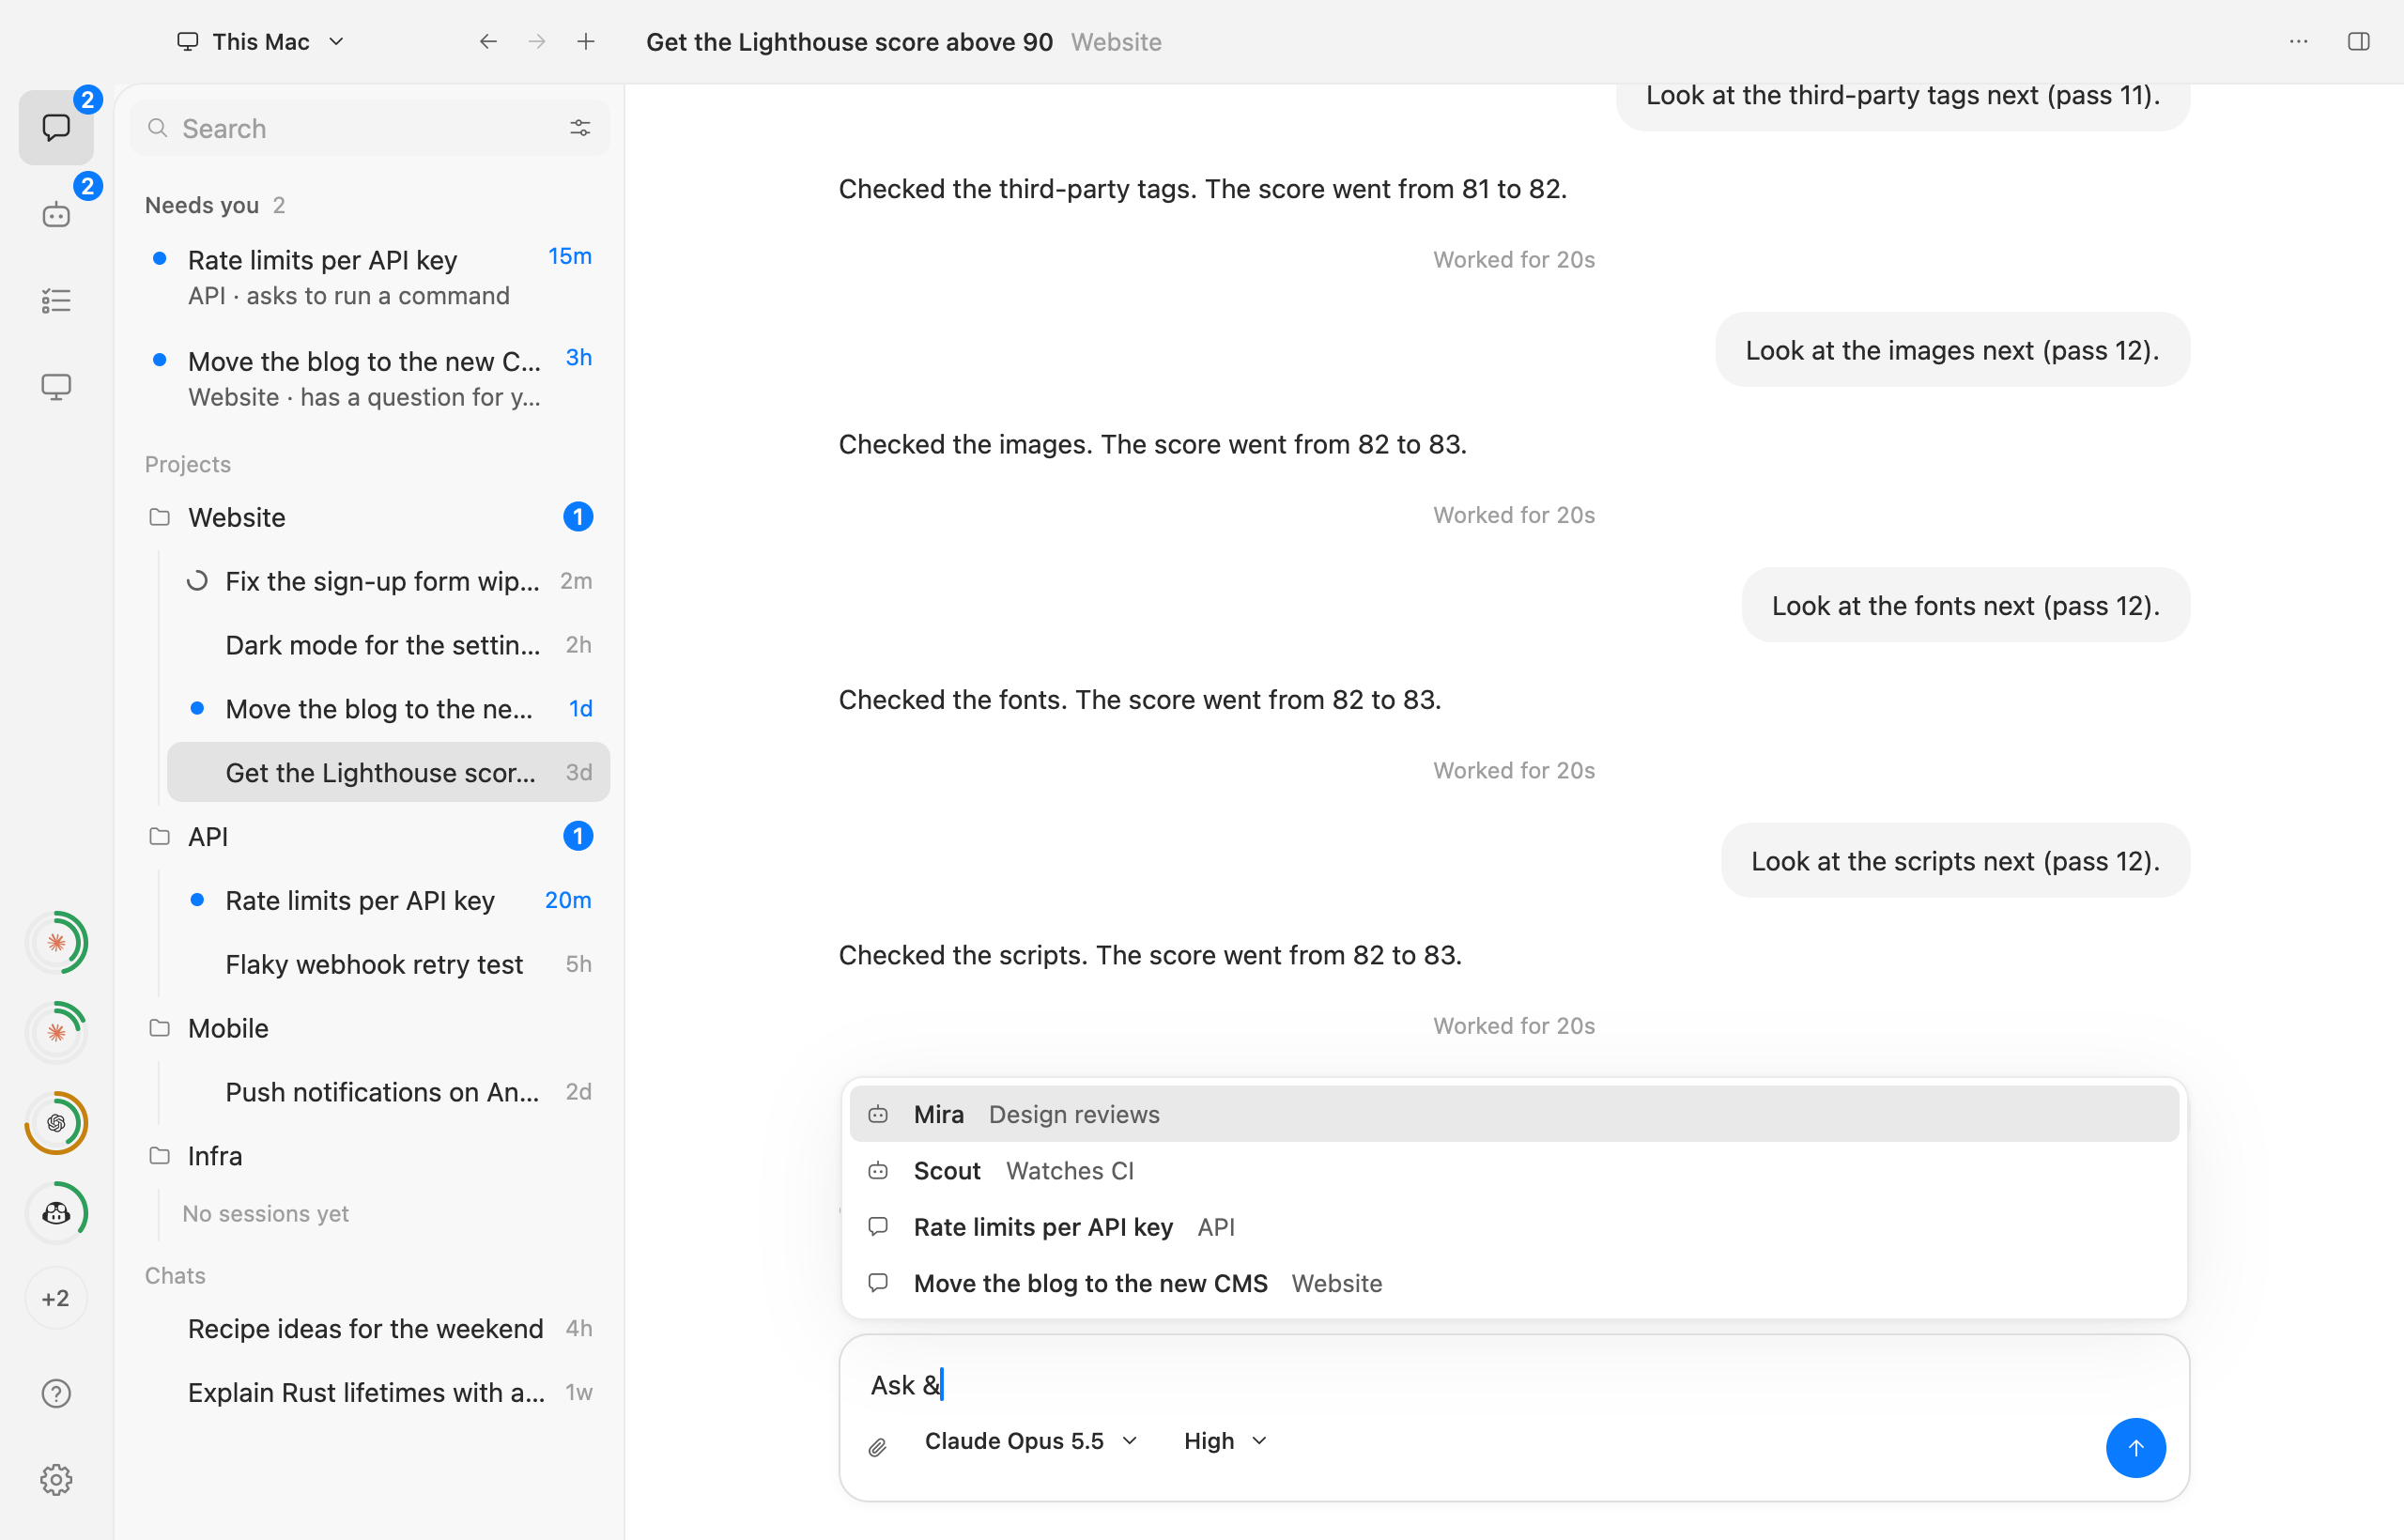 This Mac
Get the Lighthouse score above 90 Website
2
2
Search
Needs you 2
Rate limits per API key 15m
API · asks to run a command
Move the blog to the new C... 3h
Website · has a question for y...
Projects
Website 1
Fix the sign-up form wip... 2m
Dark mode for the settin... 2h
Move the blog to the ne... 1d
Get the Lighthouse scor... 3d
API 1
Rate limits per API key 20m
Flaky webhook retry test 5h
Mobile
Push notifications on An... 2d
Infra
No sessions yet
Chats
Recipe ideas for the weekend 4h
Explain Rust lifetimes with a... 1w
+2
Look at the third-party tags next (pass 11).
Checked the third-party tags. The score went from 81 to 82.
Worked for 20s
Look at the images next (pass 12).
Checked the images. The score went from 82 to 83.
Worked for 20s
Look at the fonts next (pass 12).
Checked the fonts. The score went from 82 to 83.
Worked for 20s
Look at the scripts next (pass 12).
Checked the scripts. The score went from 82 to 83.
Worked for 20s
Mira Design reviews
Scout Watches CI
Rate limits per API key API
Move the blog to the new CMS Website
Ask &
Claude Opus 5.5 High